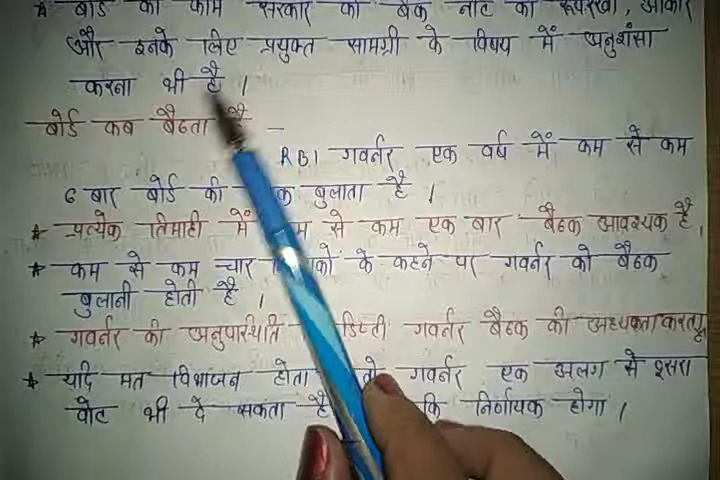 * बोर्ड का काम सरकार को बैंक नोट की रूपरेखा, आकार
और इनके लिए प्रयुक्त सामग्री के विषय में अनुशंसा
करना भी है ।
बोर्ड कब बैठता है –
RBI गवर्नर एक वर्ष में कम से कम
6 बार बोर्ड की बुलाता है ।
* प्रत्येक तिमाही में से कम एक बार बैठक आवश्यक है,
* कम से कम चार के कहने पर गवर्नर को बैठक
बुलानी होती है ।
* गवर्नर की अनुपस्थिति डिप्टी गवर्नर बैठक की अध्यक्षता करता
* यदि मत विभाजन होता तो गवर्नर एक अलग से दूसरा
वोट भी दे सकता है कि निर्णायक होगा ।